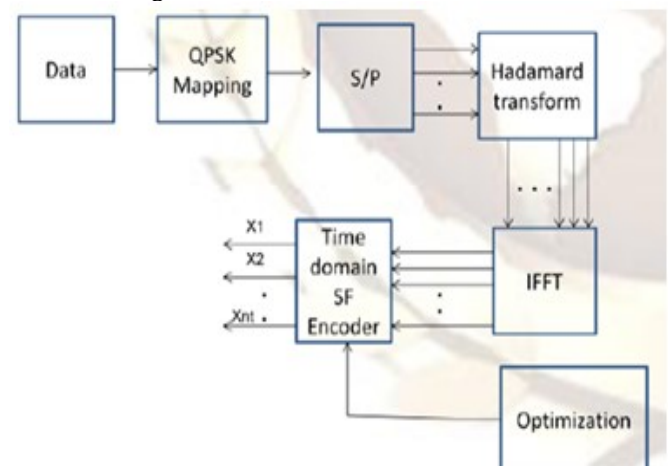 Data
QPSK
Mapping
S/P
Hadamard
transform
IFFT
Time
domain
SF
Encoder
X1
X2
Xnt
Optimization